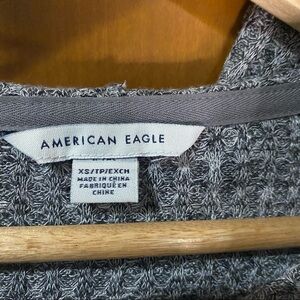 AMERICAN EAGLE
XS/TP/EXCH
MADE IN CHINA
FABRIQUÉ EN
CHINE